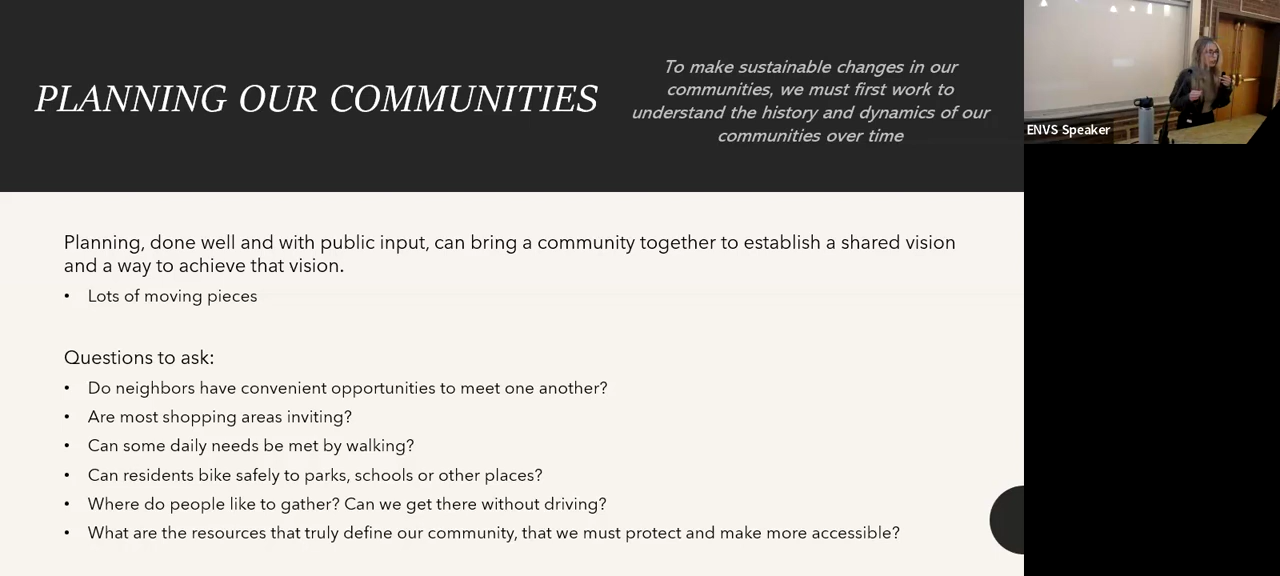 PLANNING OUR COMMUNITIES
To make sustainable changes in our
communities, we must first work to
understand the history and dynamics of our
communities over time
ENVS Speaker
Planning, done well and with public input, can bring a community together to establish a shared vision
and a way to achieve that vision.
• Lots of moving pieces
Questions to ask:
• Do neighbors have convenient opportunities to meet one another?
• Are most shopping areas inviting?
• Can some daily needs be met by walking?
• Can residents bike safely to parks, schools or other places?
• Where do people like to gather? Can we get there without driving?
• What are the resources that truly define our community, that we must protect and make more accessible?